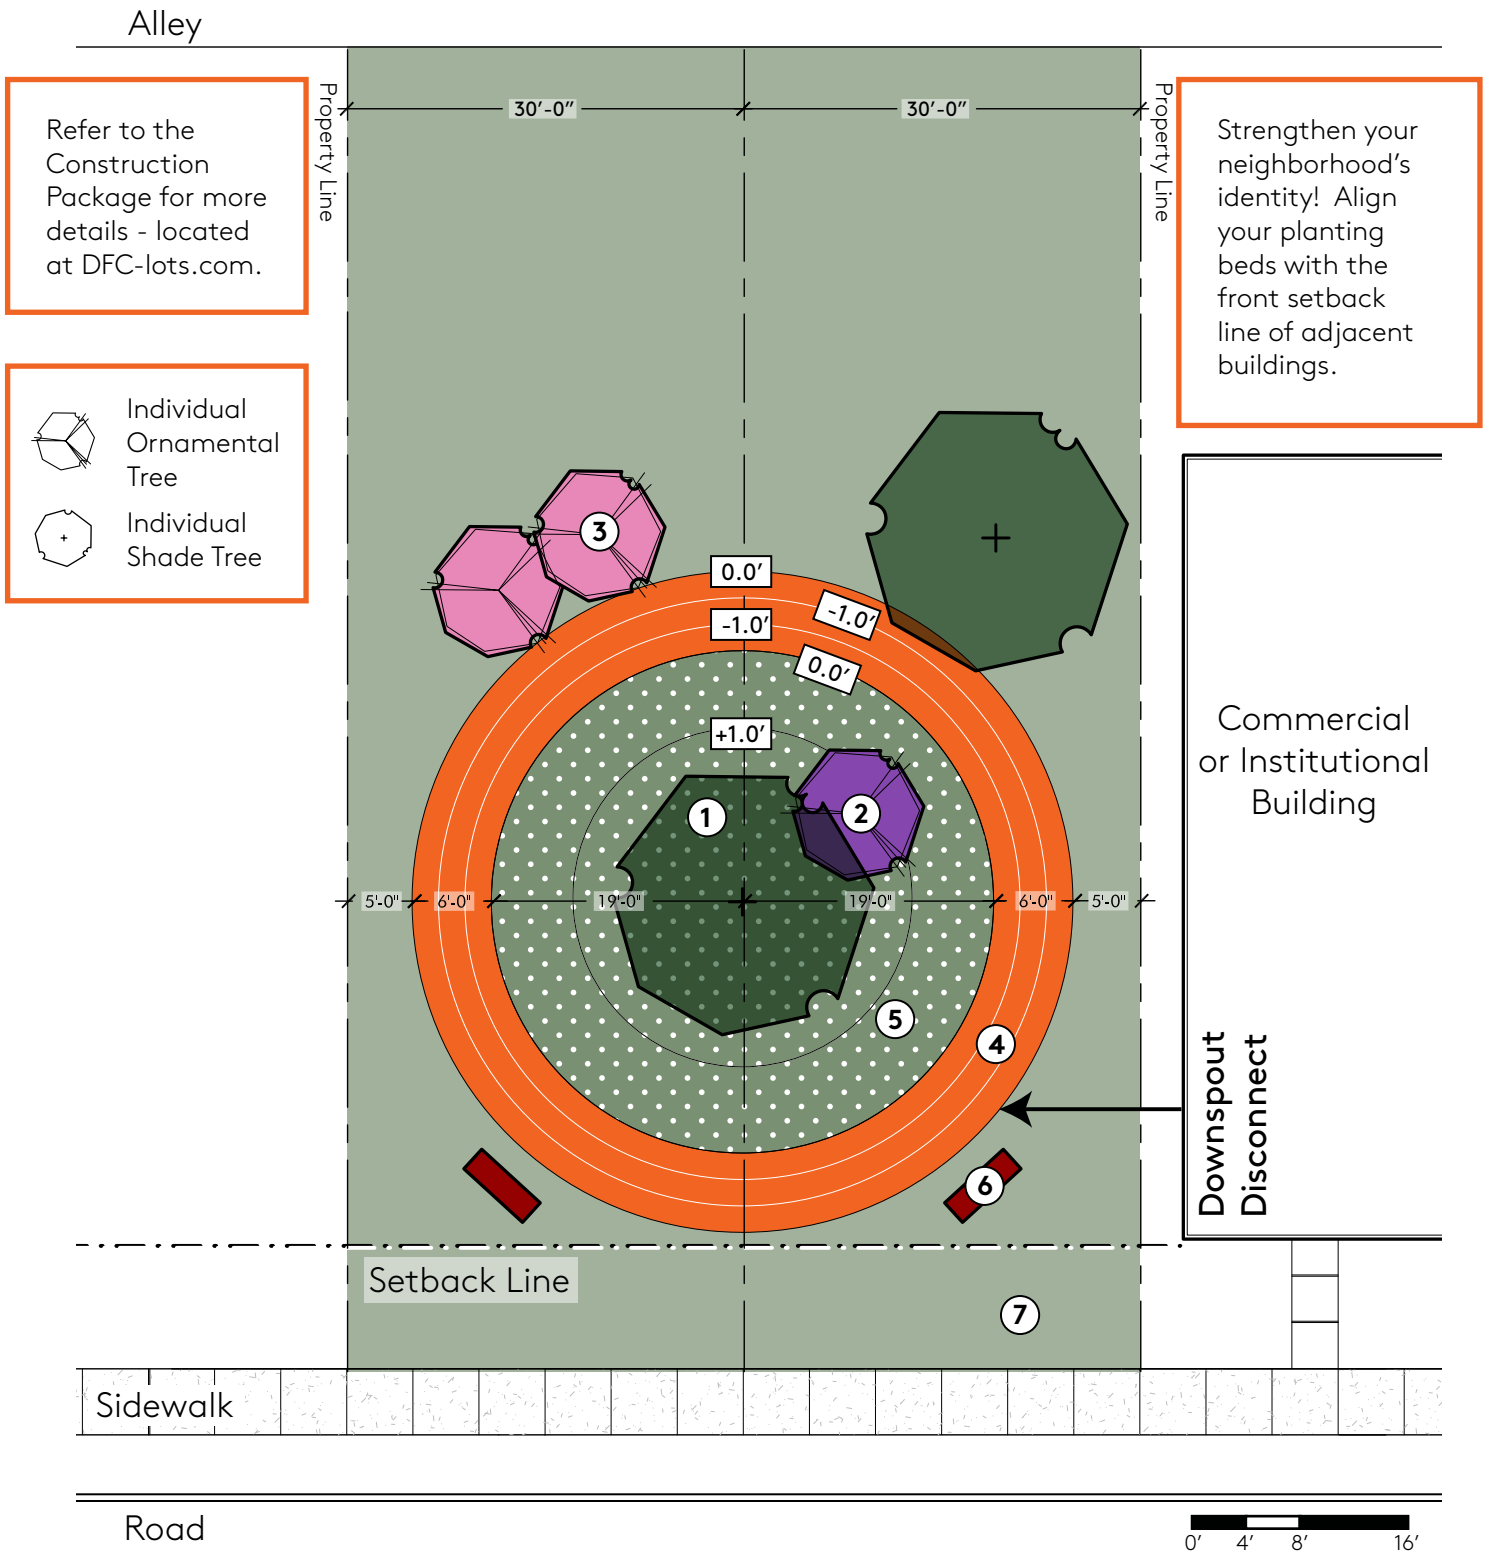 Alley
Property Line
30'-0"
30'-0"
Property Line
Refer to the
Construction
Package for more
details - located
at DFC-lots.com.
Strengthen your
neighborhood's
identity! Align
your planting
beds with the
front setback
line of adjacent
buildings.
Individual
Ornamental
Tree
Individual
Shade Tree
3
0.0'
-1.0'
-1.0'
0.0'
+1.0'
1
2
Commercial
or Institutional
Building
5'-0"
6'-0"
19'-0"
19'-0"
6'-0"
5'-0"
5
4
Downspout
Disconnect
6
Setback Line
7
Sidewalk
Road
0'
4'
8'
16'